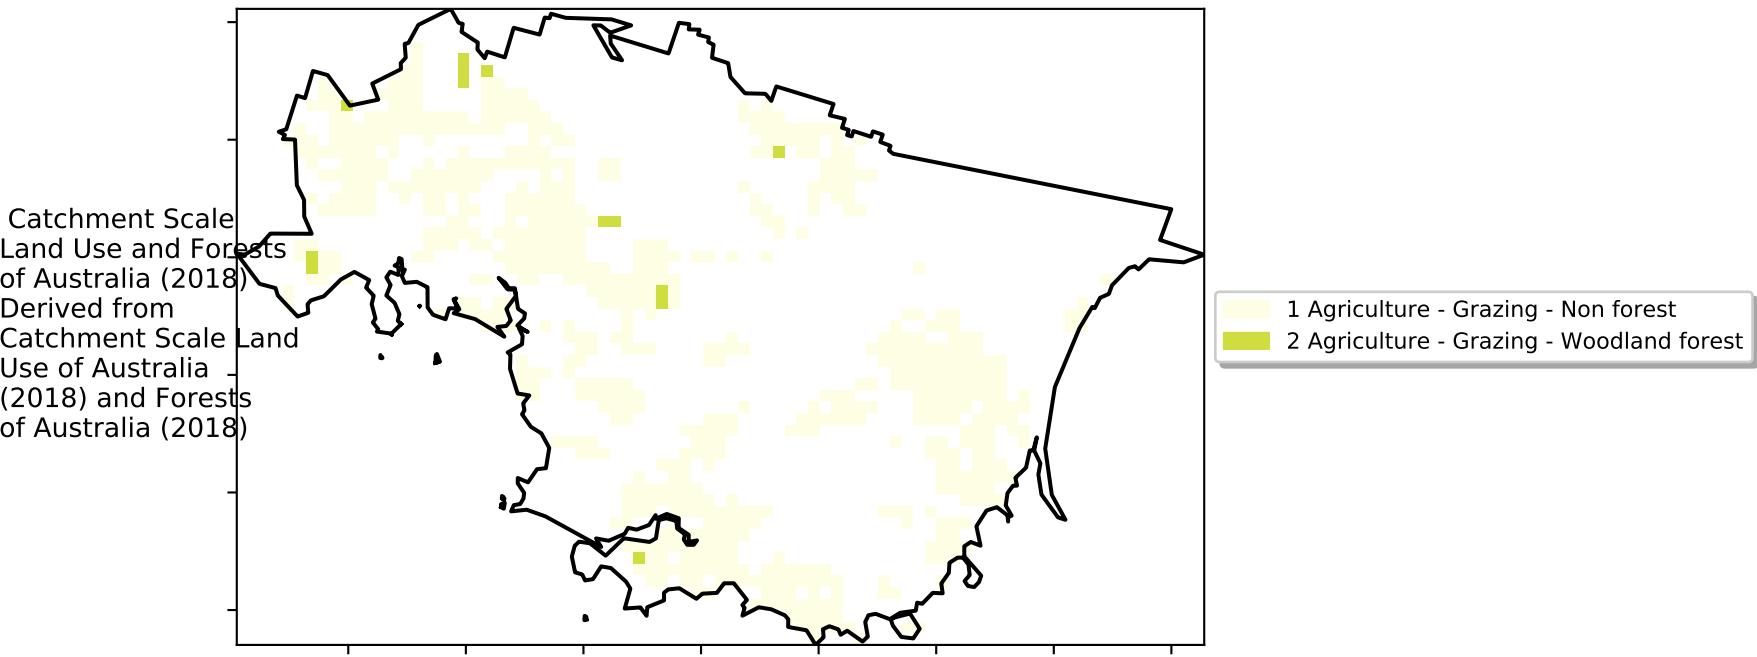 Catchment Scale
Land Use and Forests
of Australia (2018)
Derived from
Catchment Scale Land
Use of Australia
(2018) and Forests
of Australia (2018)
1 Agriculture - Grazing - Non forest
2 Agriculture - Grazing - Woodland forest